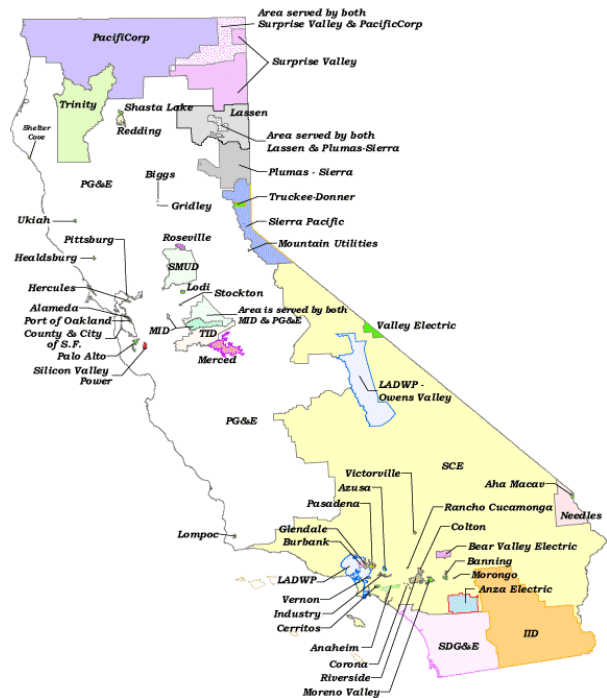 Area served by both
Surprise Valley & PacificCorp
PacifiCorp
Surprise Valley
Trinity
Shasta Lake
Redding
Lassen
Shelter
Cove
Area served by both
Lassen & Plumas-Sierra
Biggs
Plumas - Sierra
PG&E
Gridley
Truckee-Donner
Ukiah
Sierra Pacific
Pittsburg
Roseville
Mountain Utilities
Healdsburg
SMUD
Hercules
Lodi
Stockton
Alameda
Port of Oakland
County & City
of S.F.
MID
Area is served by both
MID & PG&E
TID
Valley Electric
Palo Alto
Merced
Silicon Valley
Power
LADWP -
Owens Valley
PG&E
Victorville
SCE
Azusa
Aha Macav
Pasadena
Rancho Cucamonga
Needles
Lompoc
Glendale
Colton
Burbank
Bear Valley Electric
LADWP
Banning
Morongo
Vernon
Anza Electric
Industry
Cerritos
Anaheim
SDG&E
IID
Corona
Riverside
Moreno Valley